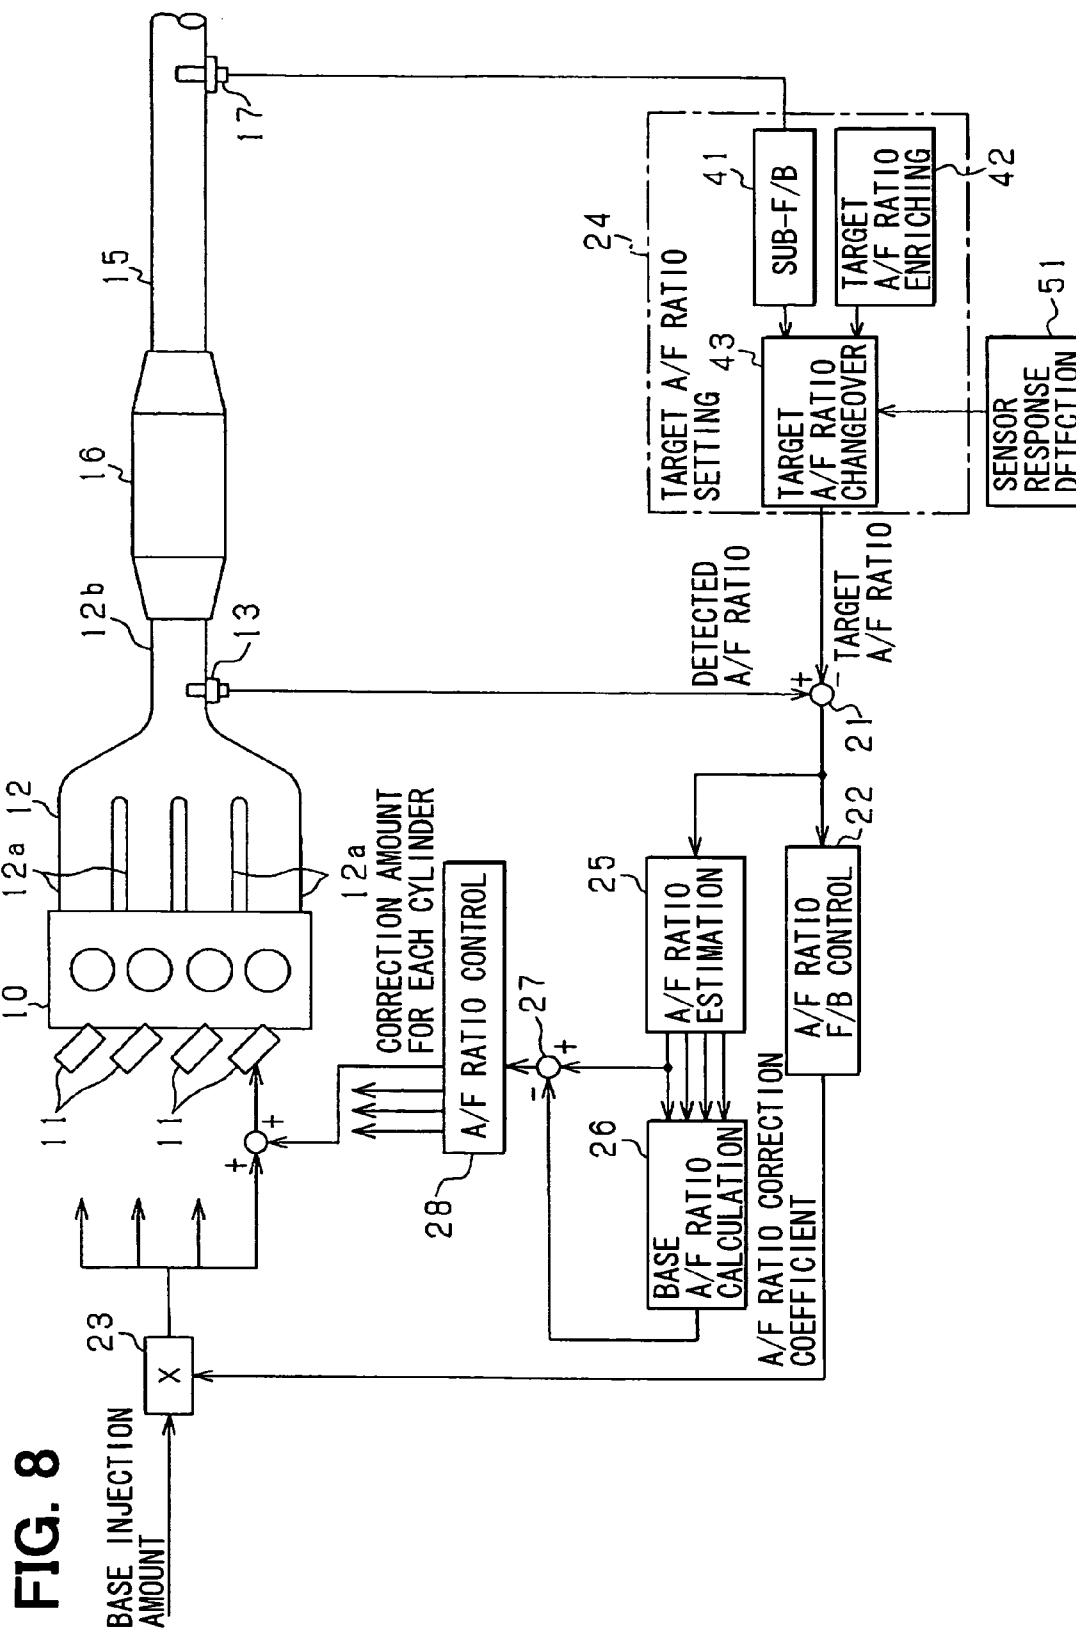 FIG. 8
BASE INJECTION
AMOUNT
23
X
11
11
+
+
10
12a
12
12a
12b
13
16
15
17
CORRECTION AMOUNT
FOR EACH CYLINDER
A/F RATIO CONTROL
28
27
-
+
25
A/F RATIO
ESTIMATION
26
BASE
A/F RATIO
CALCULATION
A/F RATIO CORRECTION
COEFFICIENT
A/F RATIO
F/B CONTROL
22
21
+
-
DETECTED
A/F RATIO
TARGET
A/F RATIO
24
TARGET A/F RATIO
SETTING
43
TARGET
A/F RATIO
CHANGEOVER
41
SUB-F/B
TARGET
A/F RATIO
ENRICHING
42
51
SENSOR
RESPONSE
DETECTION